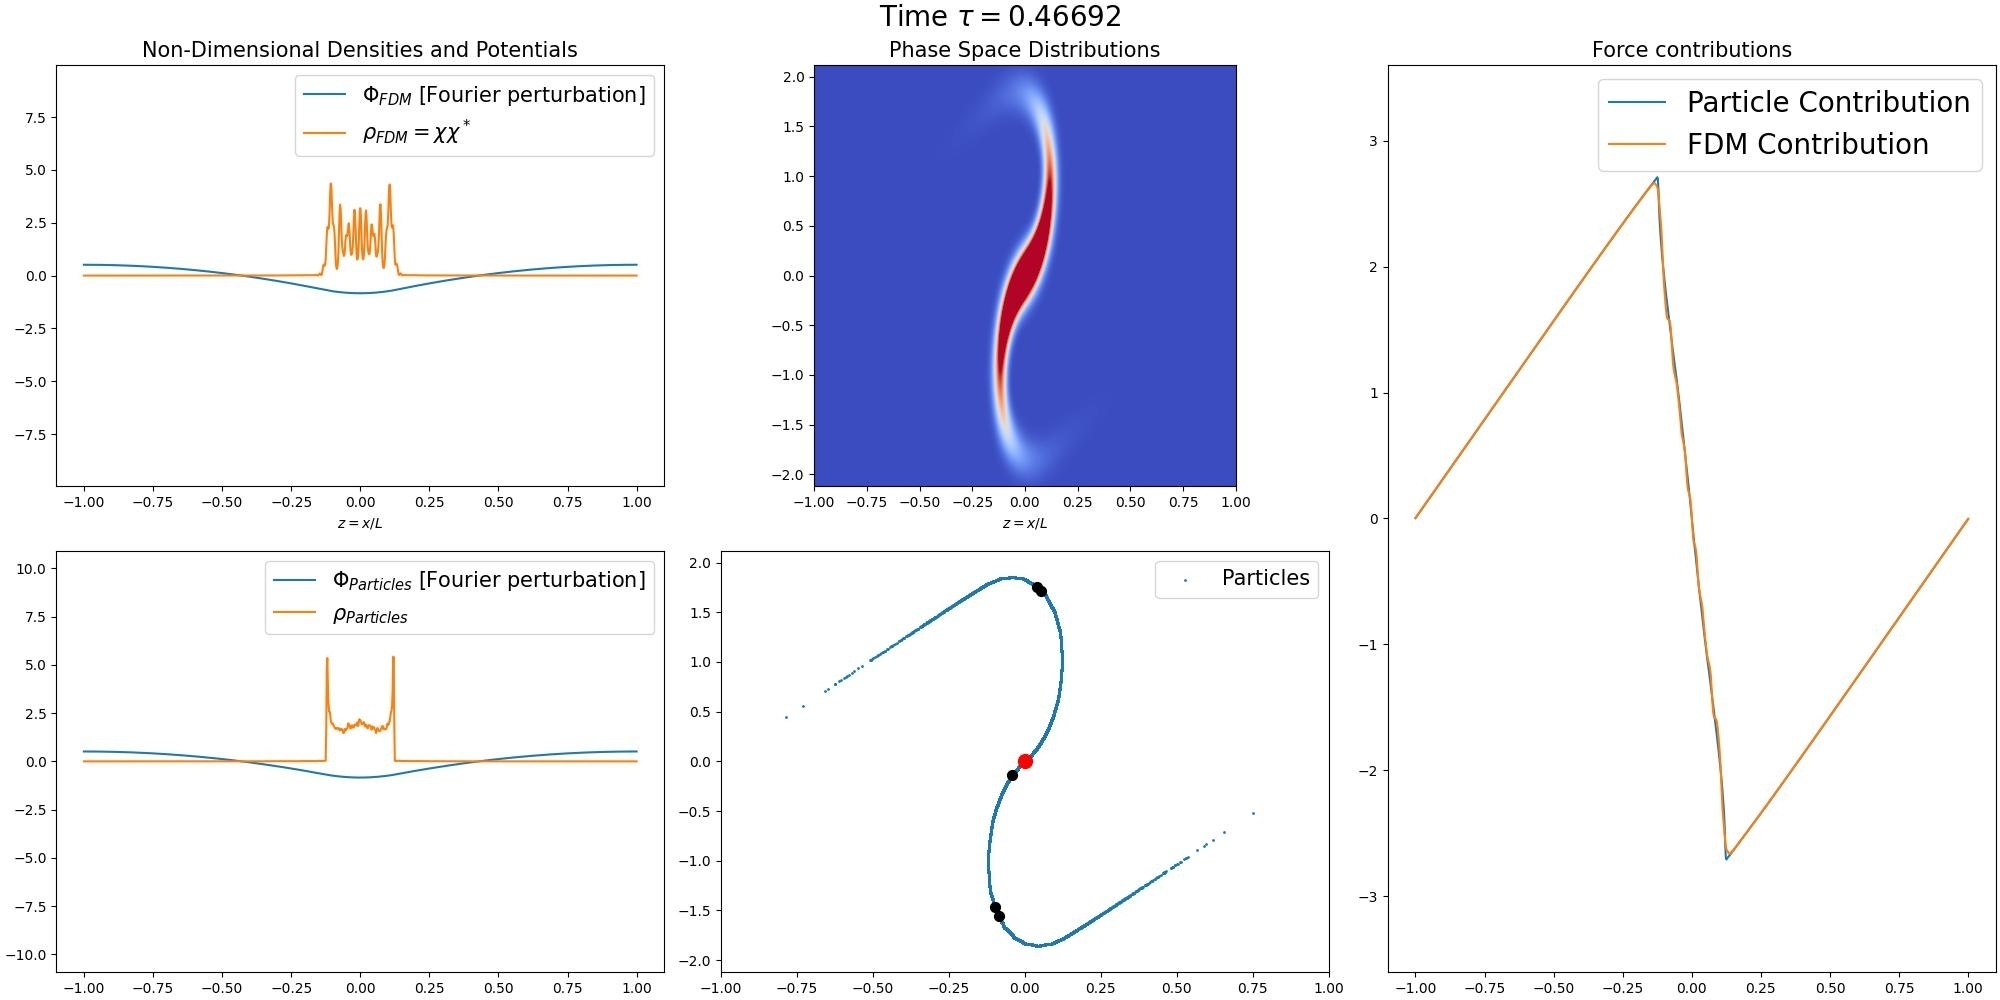 Time τ = 0.46692
Non-Dimensional Densities and Potentials
Φ_FDM [Fourier perturbation]
ρ_FDM = χχ*
7.5
5.0
2.5
0.0
−2.5
−5.0
−7.5
−1.00 −0.75 −0.50 −0.25 0.00 0.25 0.50 0.75 1.00
z = x/L
Phase Space Distributions
2.0
1.5
1.0
0.5
0.0
−0.5
−1.0
−1.5
−2.0
−1.00 −0.75 −0.50 −0.25 0.00 0.25 0.50 0.75 1.00
z = x/L
Force contributions
Particle Contribution
FDM Contribution
3
2
1
0
−1
−2
−3
−1.00 −0.75 −0.50 −0.25 0.00 0.25 0.50 0.75 1.00
Φ_Particles [Fourier perturbation]
ρ_Particles
10.0
7.5
5.0
2.5
0.0
−2.5
−5.0
−7.5
−10.0
−1.00 −0.75 −0.50 −0.25 0.00 0.25 0.50 0.75 1.00
Particles
2.0
1.5
1.0
0.5
0.0
−0.5
−1.0
−1.5
−2.0
−1.00 −0.75 −0.50 −0.25 0.00 0.25 0.50 0.75 1.00